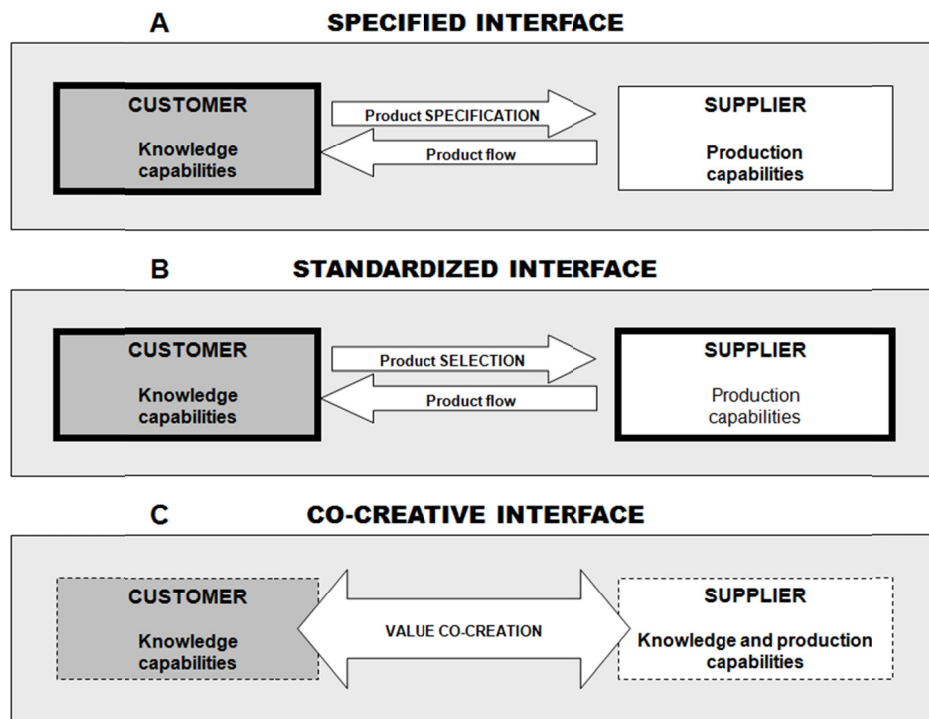 A SPECIFIED INTERFACE
CUSTOMER
Knowledge
capabilities
Product SPECIFICATION
Product flow
SUPPLIER
Production
capabilities
B STANDARDIZED INTERFACE
CUSTOMER
Knowledge
capabilities
Product SELECTION
Product flow
SUPPLIER
Production
capabilities
C CO-CREATIVE INTERFACE
CUSTOMER
Knowledge
capabilities
VALUE CO-CREATION
SUPPLIER
Knowledge and production
capabilities